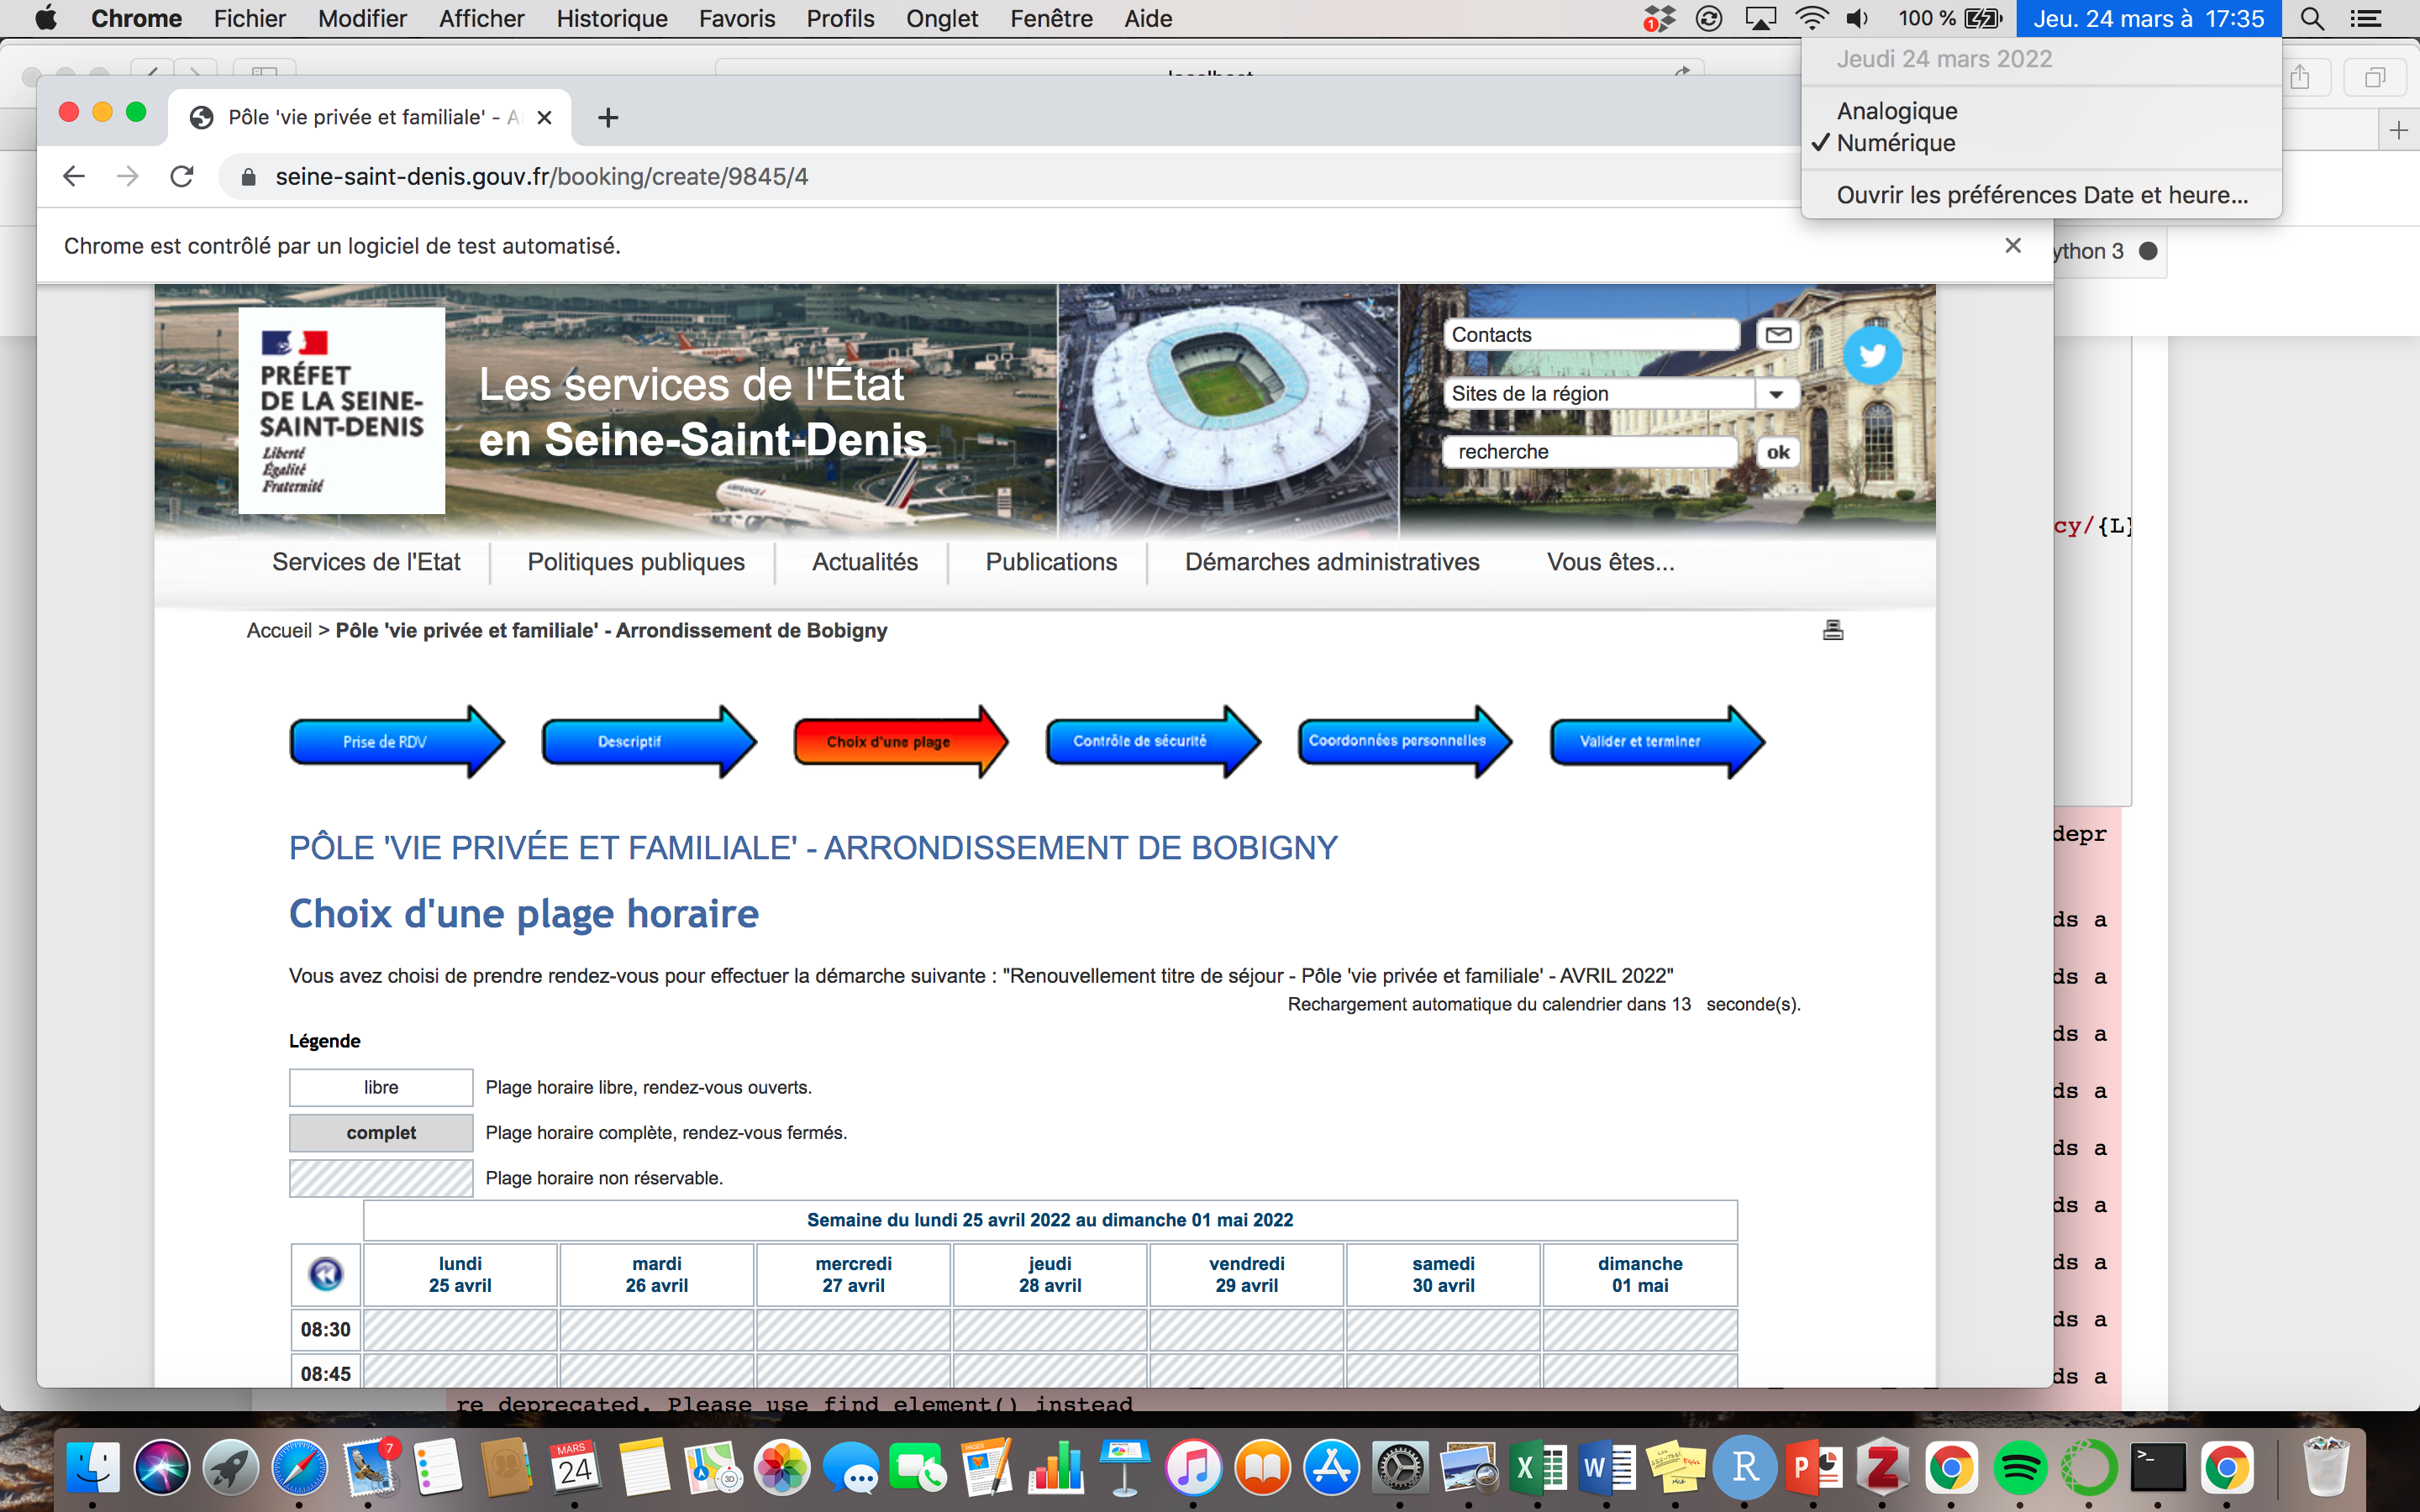 Chrome Fichier Modifier Afficher Historique Favoris Profils Onglet Fenêtre Aide
1 100 % Jeu. 24 mars à 17:35
Jeudi 24 mars 2022
Analogique
✓ Numérique
Ouvrir les préférences Date et heure...
Pôle 'vie privée et familiale' - A
seine-saint-denis.gouv.fr/booking/create/9845/4
Chrome est contrôlé par un logiciel de test automatisé.
ython 3
PRÉFET
DE LA SEINE-
SAINT-DENIS
Liberté
Égalité
Fraternité
Les services de l'État
en Seine-Saint-Denis
Contacts
Sites de la région
recherche
ok
AIRFRANCE
cy/{L}
Services de l'Etat
Politiques publiques
Actualités
Publications
Démarches administratives
Vous êtes...
Accueil > Pôle 'vie privée et familiale' - Arrondissement de Bobigny
Prise de RDV
Descriptif
Choix d'une plage
Contrôle de sécurité
Coordonnées personnelles
Valider et terminer
PÔLE 'VIE PRIVÉE ET FAMILIALE' - ARRONDISSEMENT DE BOBIGNY
Choix d'une plage horaire
Vous avez choisi de prendre rendez-vous pour effectuer la démarche suivante : "Renouvellement titre de séjour - Pôle 'vie privée et familiale' - AVRIL 2022"
Rechargement automatique du calendrier dans 13 seconde(s).
Légende
libre Plage horaire libre, rendez-vous ouverts.
complet Plage horaire complète, rendez-vous fermés.
Plage horaire non réservable.
Semaine du lundi 25 avril 2022 au dimanche 01 mai 2022
lundi
25 avril
mardi
26 avril
mercredi
27 avril
jeudi
28 avril
vendredi
29 avril
samedi
30 avril
dimanche
01 mai
08:30
08:45
depr
ds a
ds a
ds a
ds a
ds a
ds a
ds a
ds a
ds a
re deprecated. Please use find element() instead
7
MARS
24
3D
PAGES
X
W
R
P
Z
>_